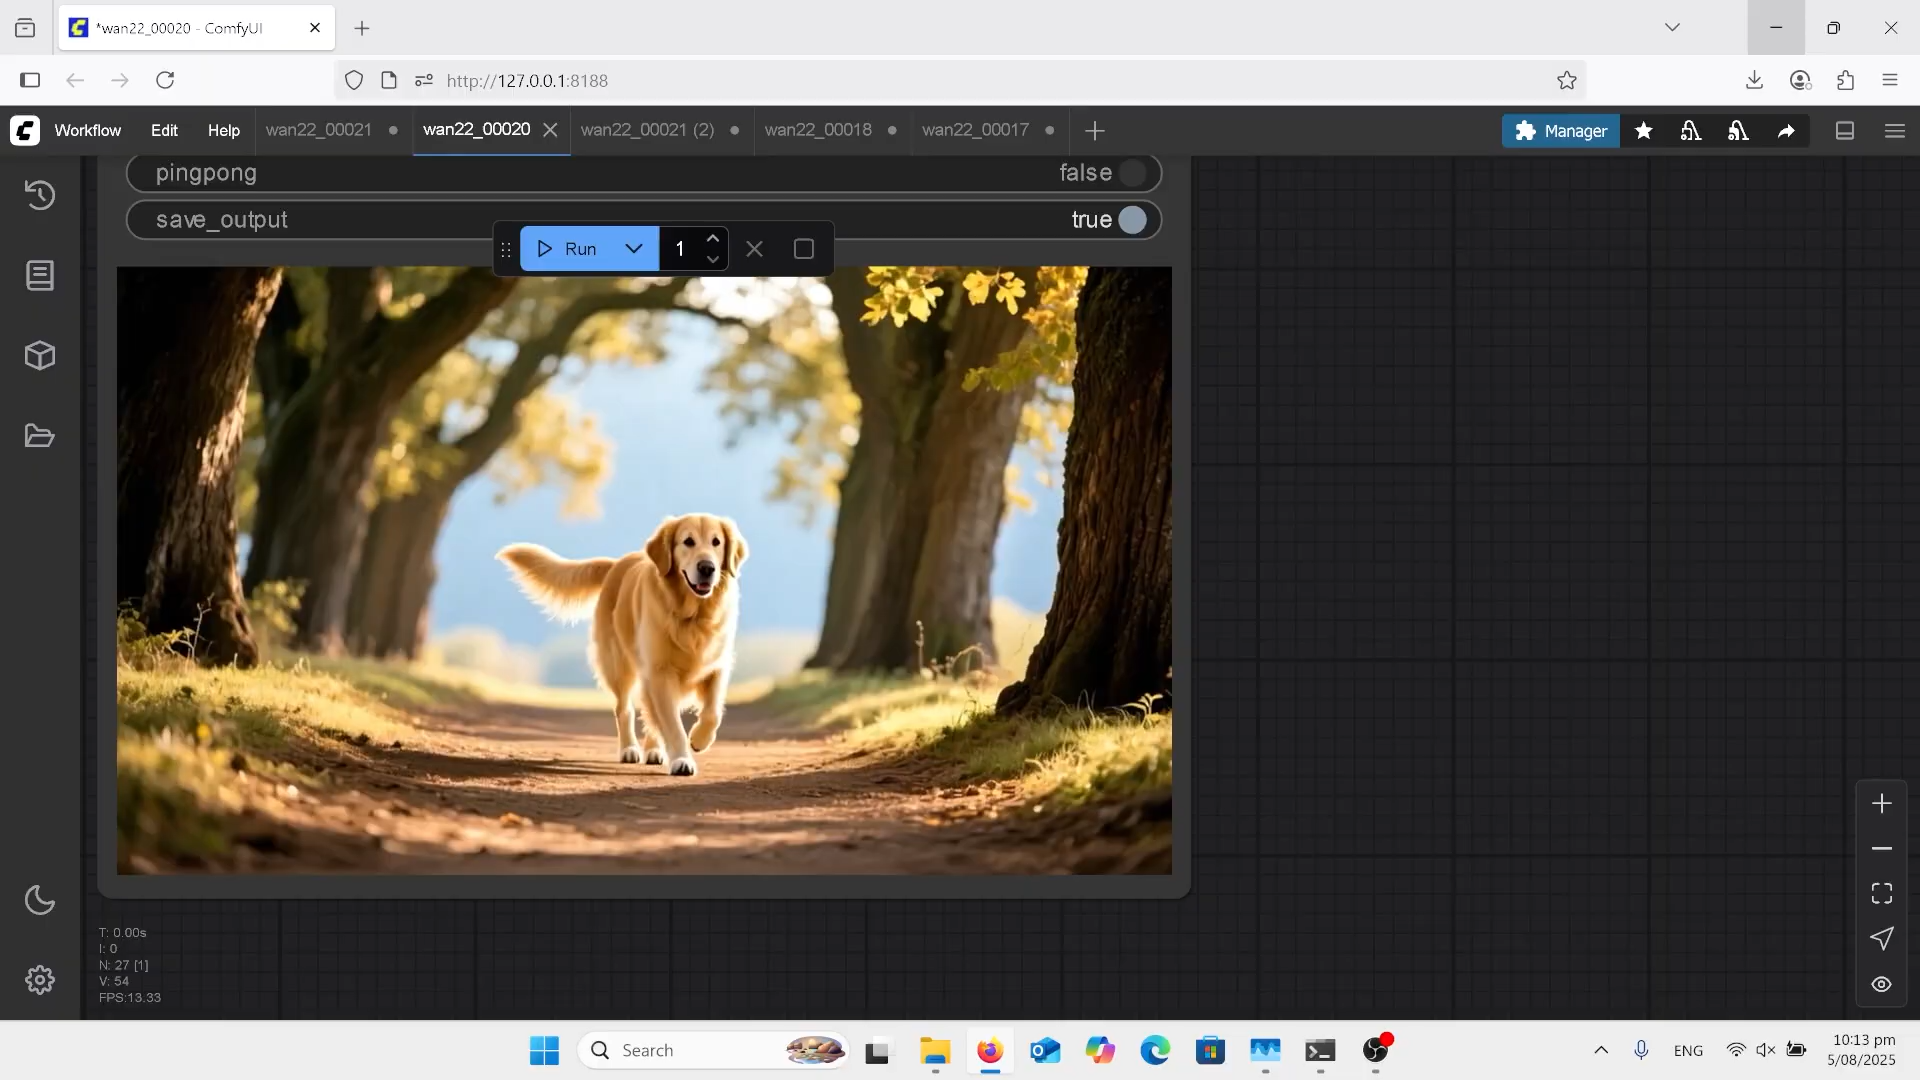 *wan22_00020 - ComfyUI
http://127.0.0.1:8188
Workflow Edit Help wan22_00021 wan22_00020 wan22_00021 (2) wan22_00018 wan22_00017 Manager
pingpong false
save_output true
Run 1
T: 0.00s
I: 0
N: 27 [1]
V: 54
FPS:13.33
Search ENG 10:13 pm
5/08/2025